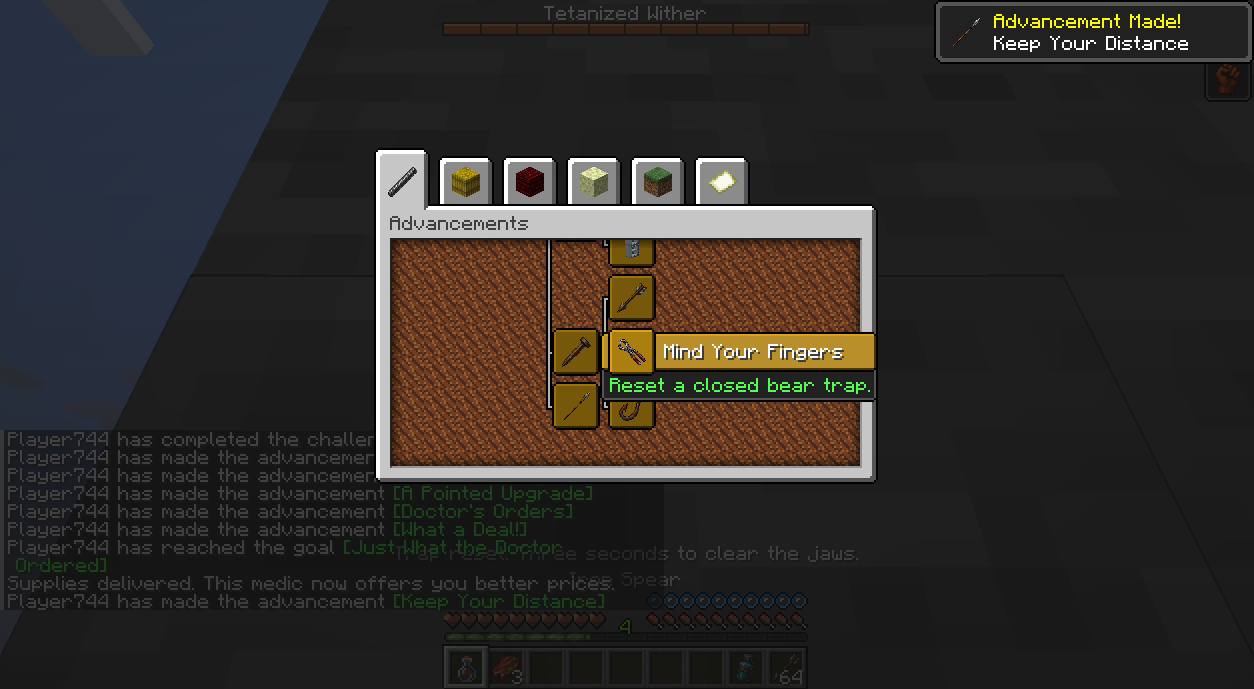 Tetanized Wither
Advancement Made!
Keep Your Distance
Advancements
Mind Your Fingers
Reset a closed bear trap.
Player744 has completed the challen
Player744 has made the advancemen
Player744 has made the advancemen
Player744 has made the advancement [A Pointed Upgrade]
Player744 has made the advancement [Doctor's Orders]
Player744 has made the advancement [What a Deal!]
Player744 has reached the goal [Just What the Doctor
Ordered]
seconds to clear the jaws.
Supplies delivered. This medic now offers you better prices.
Spear
Player744 has made the advancement [Keep Your Distance]
4
3
64